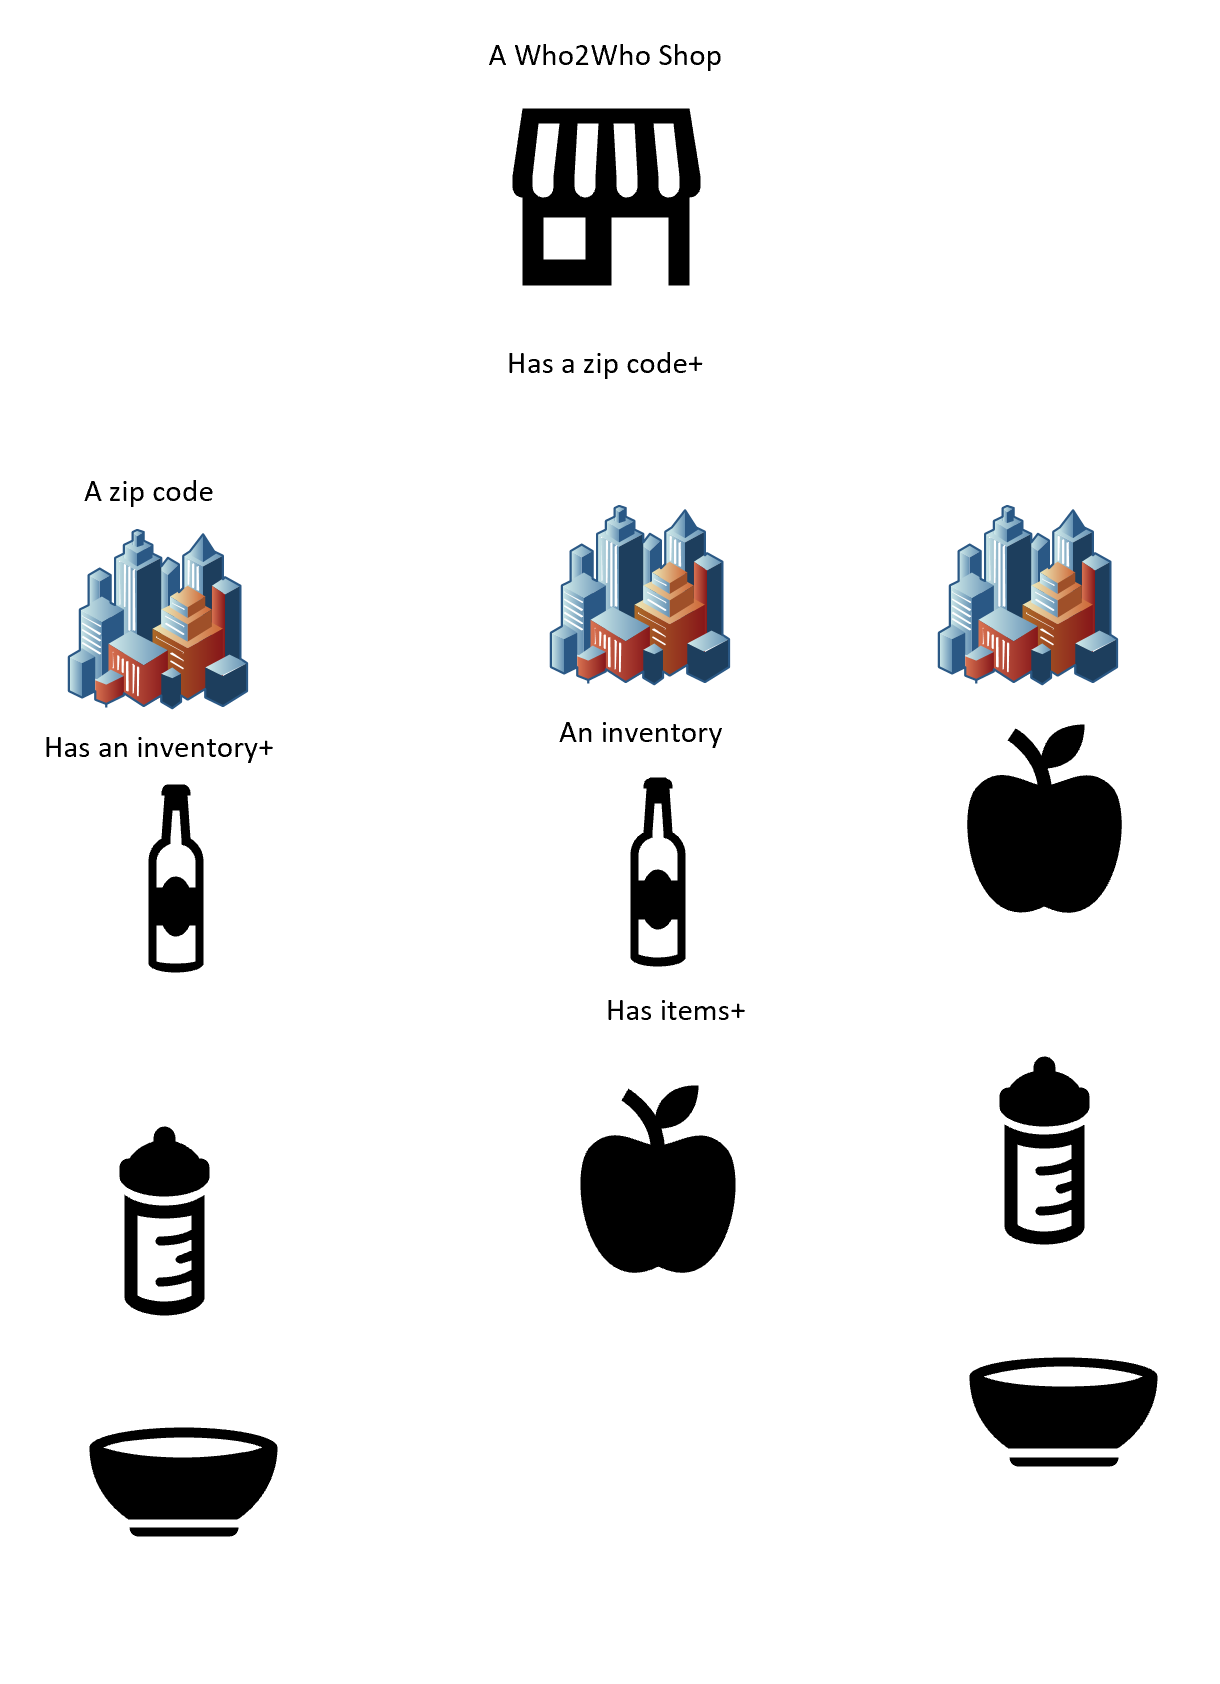 A Who2Who Shop
Has a zip code+
A zip code
Has an inventory+
An inventory
Has items+